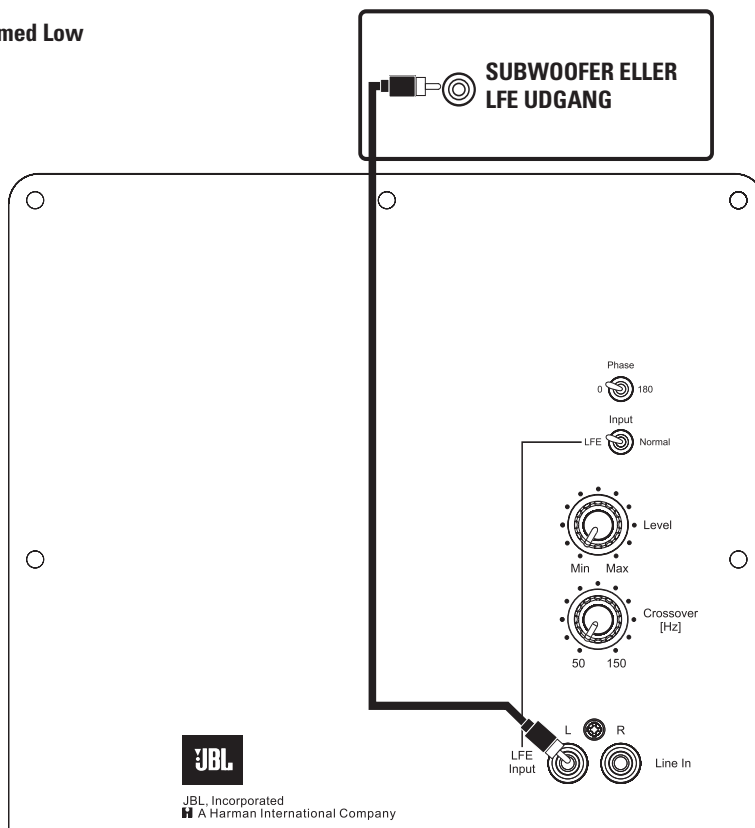 med Low
SUBWOOFER ELLER
LFE UDGANG
Phase
0 180
Input
LFE Normal
Level
Min Max
Crossover
[Hz]
50 150
L R
LFE
Input
Line In
JBL
JBL, Incorporated
A Harman International Company